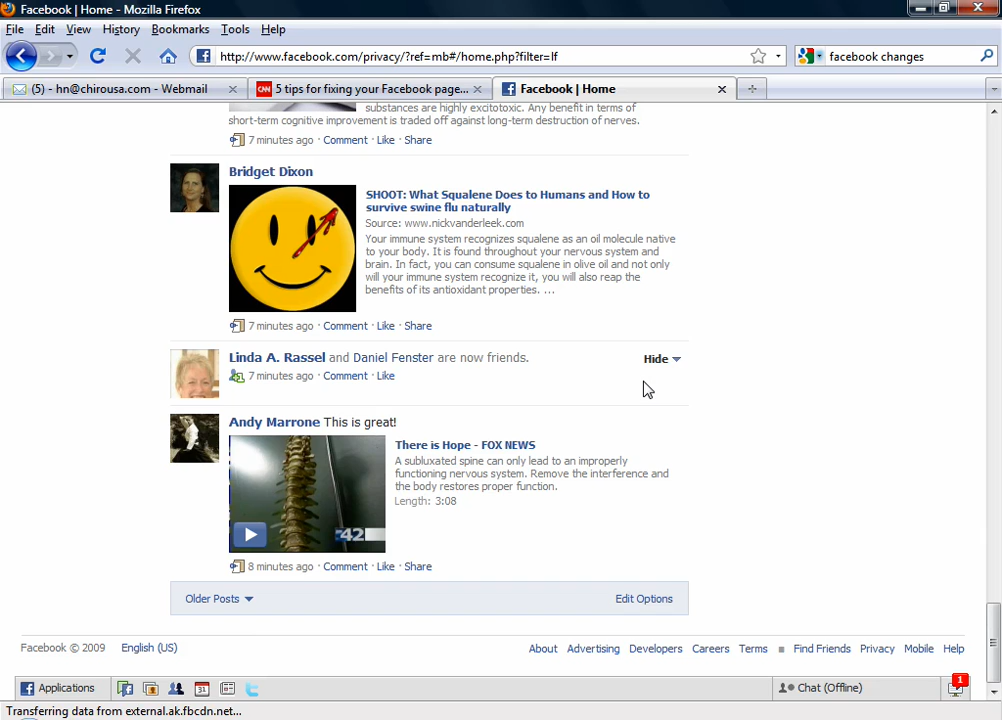 Facebook | Home - Mozilla Firefox
File Edit View History Bookmarks Tools Help
http://www.facebook.com/privacy/?ref=mb#/home.php?filter=lf
facebook changes
(5) - hn@chirousa.com - Webmail
CNN 5 tips for fixing your Facebook page...
Facebook | Home
substances are highly excitotoxic. Any benefit in terms of
short-term cognitive improvement is traded off against long-term destruction of nerves.
7 minutes ago · Comment · Like · Share
Bridget Dixon
SHOOT: What Squalene Does to Humans and How to
survive swine flu naturally
Source: www.nickvanderleek.com
Your immune system recognizes squalene as an oil molecule native
to your body. It is found throughout your nervous system and
brain. In fact, you can consume squalene in olive oil and not only
will your immune system recognize it, you will also reap the
benefits of its antioxidant properties. ...
7 minutes ago · Comment · Like · Share
Linda A. Rassel and Daniel Fenster are now friends.
Hide
7 minutes ago · Comment · Like
Andy Marrone This is great!
There is Hope - FOX NEWS
A subluxated spine can only lead to an improperly
functioning nervous system. Remove the interference and
the body restores proper function.
Length: 3:08
42
8 minutes ago · Comment · Like · Share
Older Posts
Edit Options
Facebook © 2009 English (US)
About Advertising Developers Careers Terms Find Friends Privacy Mobile Help
Applications
31
Chat (Offline)
1
Transferring data from external.ak.fbcdn.net...